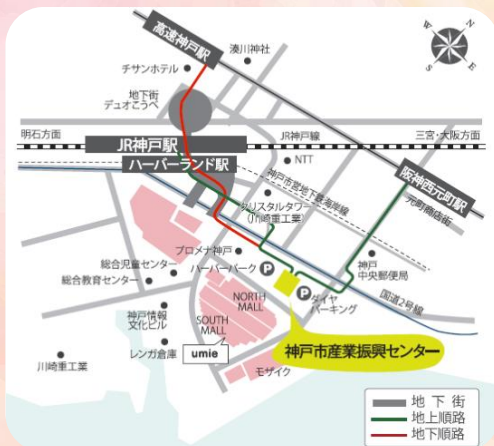 高速神戸駅
湊川神社
チサンホテル
地下街
デュオこうべ
W
N
S
E
明石方面
JR神戸駅
JR神戸線
三宮・大阪方面
ハーバーランド駅
NTT
阪神西元町駅
神戸市営地下鉄海岸線
元町商店街
クリスタルタワー
(川崎重工業)
プロメナ神戸
ハーバーパーク
P
総合児童センター
総合教育センター
神戸
中央郵便局
国道2号線
P
ダイヤ
パーキング
NORTH
MALL
神戸情報
文化ビル
SOUTH
MALL
umie
神戸市産業振興センター
レンガ倉庫
川崎重工業
モザイク
地下街
地上順路
地下順路